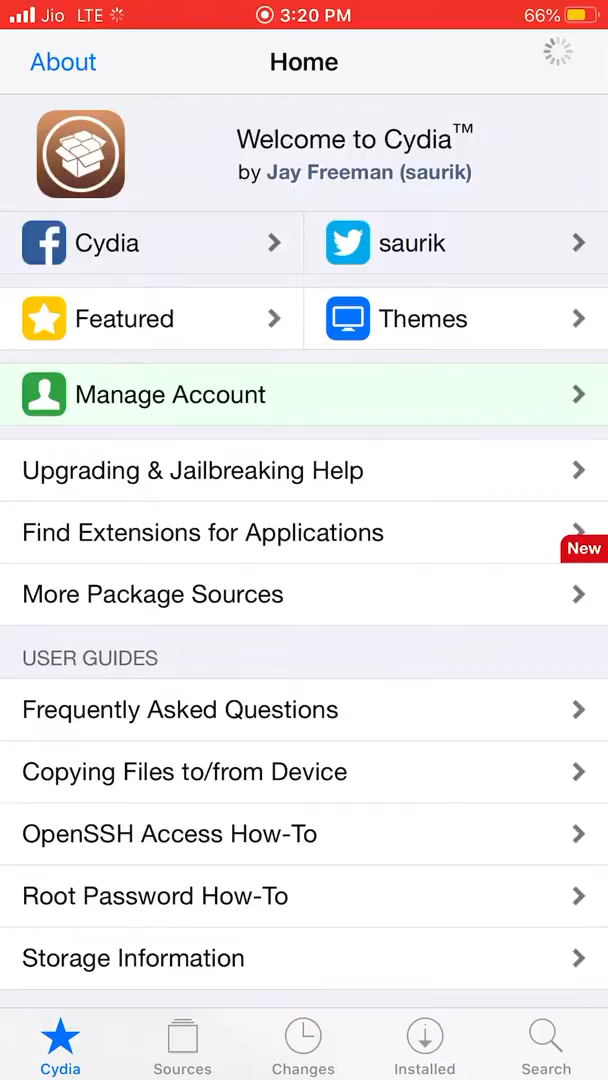 Jio LTE 3:20 PM 66%
About Home
Welcome to Cydia™
by Jay Freeman (saurik)
Cydia saurik
Featured Themes
Manage Account
Upgrading & Jailbreaking Help
Find Extensions for Applications
New
More Package Sources
USER GUIDES
Frequently Asked Questions
Copying Files to/from Device
OpenSSH Access How-To
Root Password How-To
Storage Information
Cydia Sources Changes Installed Search